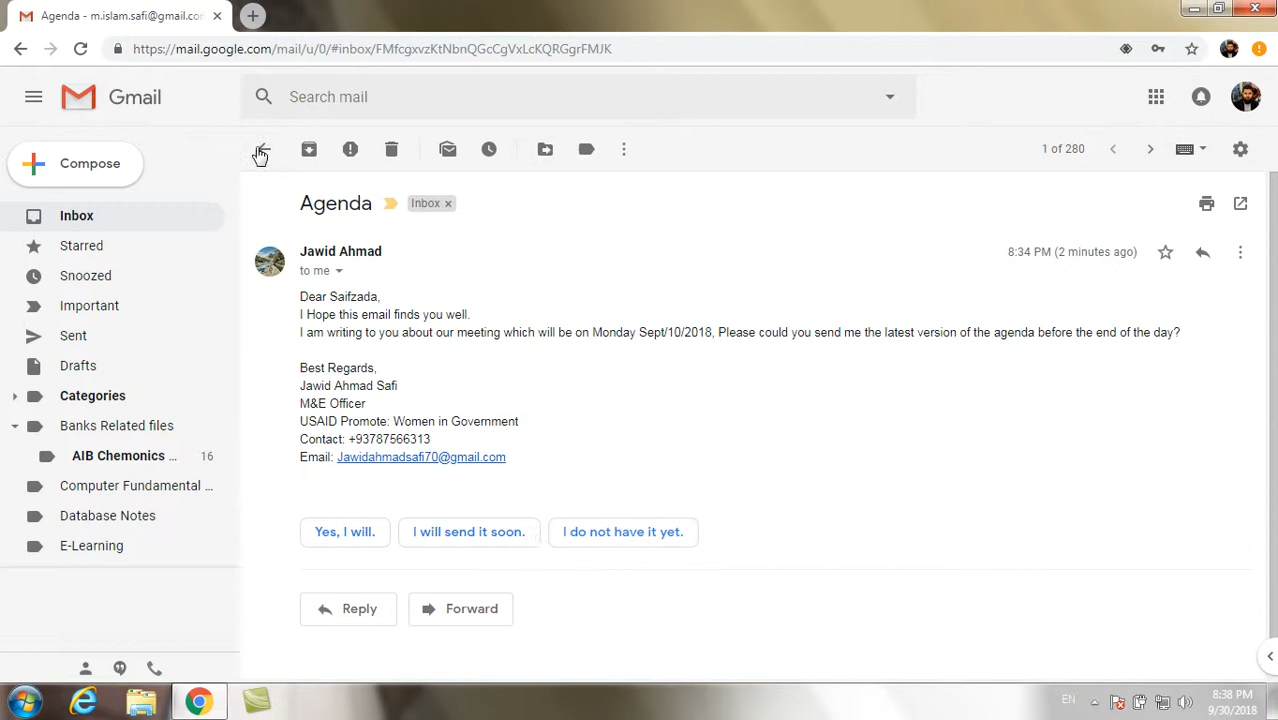 Agenda - m.islam.safi@gmail.co
https://mail.google.com/mail/u/0/#inbox/FMfcgxvzKtNbnQGcCgVxLcKQRGgrFMJK
Gmail
Search mail
Compose
1 of 280
Inbox
Starred
Snoozed
Important
Sent
Drafts
Categories
Banks Related files
AIB Chemonics ...
16
Computer Fundamental ...
Database Notes
E-Learning
Agenda
Inbox x
Jawid Ahmad
8:34 PM (2 minutes ago)
to me
Dear Saifzada,
I Hope this email finds you well.
I am writing to you about our meeting which will be on Monday Sept/10/2018, Please could you send me the latest version of the agenda before the end of the day?
Best Regards,
Jawid Ahmad Safi
M&E Officer
USAID Promote: Women in Government
Contact: +93787566313
Email: Jawidahmadsafi70@gmail.com
Yes, I will.
I will send it soon.
I do not have it yet.
Reply
Forward
EN
8:38 PM
9/30/2018